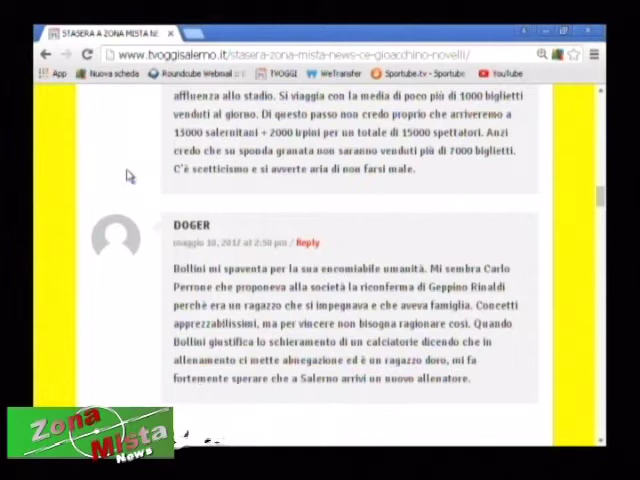 STASERA A ZONA MISTA NE
www.tvoggisalerno.it/stasera-zona-mista-news-ce-gioacchino-novelli/
App Nuova scheda Roundcube Webmail :: TVOGGI WeTransfer Sportube.tv - Sportube YouTube
affluenza allo stadio. Si viaggia con la media di poco più di 1000 biglietti
venduti al giorno. Di questo passo non credo proprio che arriveremo a
13000 salernitani + 2000 irpini per un totale di 15000 spettatori. Anzi
credo che su sponda granata non saranno venduti più di 7000 biglietti.
C'è scetticismo e si avverte aria di non farsi male.
DOGER
maggio 10, 2017 at 2:50 pm / Reply
Bollini mi spaventa per la sua encomiabile umanità. Mi sembra Carlo
Perrone che proponeva alla società la riconferma di Geppino Rinaldi
perchè era un ragazzo che si impegnava e che aveva famiglia. Concetti
apprezzabilissimi, ma per vincere non bisogna ragionare così. Quando
Bollini giustifica lo schieramento di un calciatorie dicendo che in
allenamento ci mette abnegazione ed è un ragazzo doro, mi fa
fortemente sperare che a Salerno arrivi un nuovo allenatore.
Zona
Mista
News